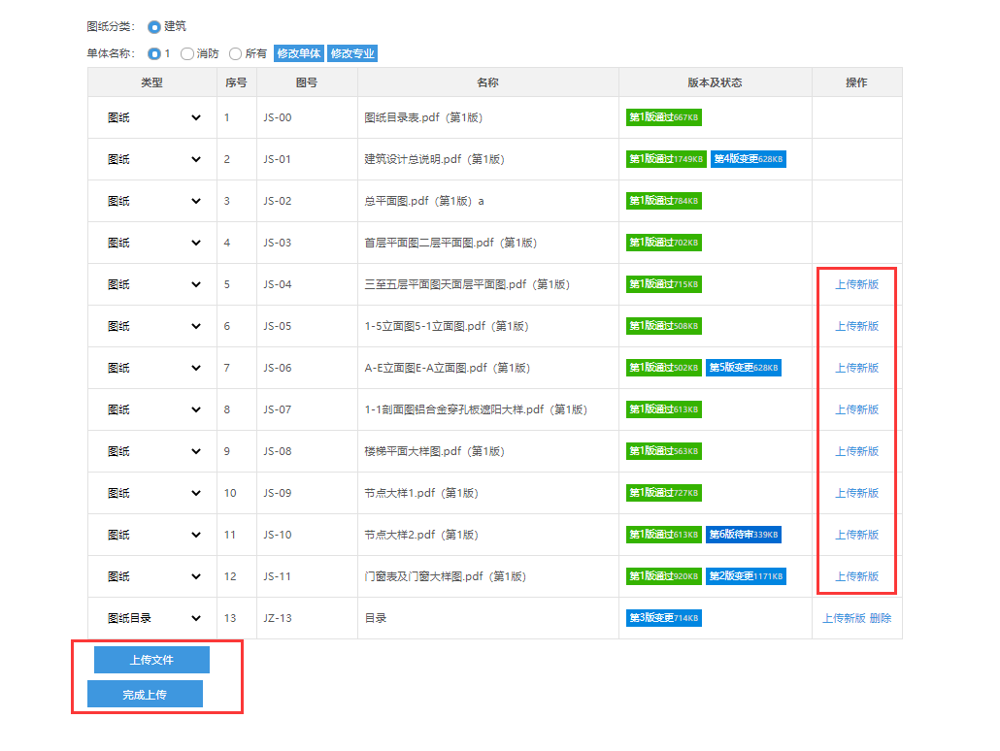 图纸分类： 建筑
单体名称： 1 消防 所有 修改单体 修改专业
类型 序号 图号 名称 版本及状态 操作
图纸 1 JS-00 图纸目录表.pdf（第1版） 第1版通过667KB
图纸 2 JS-01 建筑设计总说明.pdf（第1版） 第1版通过1749KB 第4版变更628KB
图纸 3 JS-02 总平面图.pdf（第1版）a 第1版通过784KB
图纸 4 JS-03 首层平面图二层平面图.pdf（第1版） 第1版通过702KB
图纸 5 JS-04 三至五层平面图天面层平面图.pdf（第1版） 第1版通过715KB 上传新版
图纸 6 JS-05 1-5立面图5-1立面图.pdf（第1版） 第1版通过508KB 上传新版
图纸 7 JS-06 A-E立面图E-A立面图.pdf（第1版） 第1版通过502KB 第5版变更628KB 上传新版
图纸 8 JS-07 1-1剖面图铝合金穿孔板遮阳大样.pdf（第1版） 第1版通过613KB 上传新版
图纸 9 JS-08 楼梯平面大样图.pdf（第1版） 第1版通过563KB 上传新版
图纸 10 JS-09 节点大样1.pdf（第1版） 第1版通过727KB 上传新版
图纸 11 JS-10 节点大样2.pdf（第1版） 第1版通过613KB 第6版待审339KB 上传新版
图纸 12 JS-11 门窗表及门窗大样图.pdf（第1版） 第1版通过920KB 第2版变更1171KB 上传新版
图纸目录 13 JZ-13 目录 第3版变更714KB 上传新版 删除
上传文件
完成上传